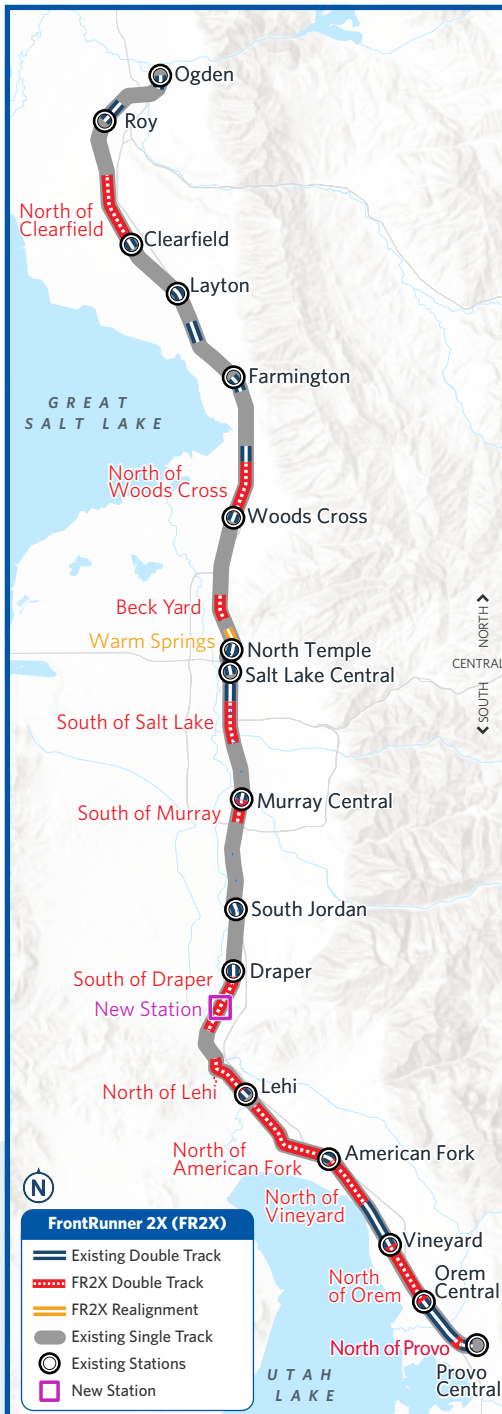 Ogden
Roy
North of
Clearfield
Clearfield
Layton
Farmington
GREAT
SALT LAKE
North of
Woods Cross
Woods Cross
Beck Yard
Warm Springs
North Temple
Salt Lake Central
NORTH
CENTRAL
SOUTH
South of Salt Lake
Murray Central
South of Murray
South Jordan
Draper
South of Draper
New Station
Lehi
North of Lehi
North of
American Fork
American Fork
North of
Vineyard
Vineyard
Orem
Central
North
of Orem
North of Provo
Provo
Central
UTAH
LAKE
N
FrontRunner 2X (FR2X)
Existing Double Track
FR2X Double Track
FR2X Realignment
Existing Single Track
Existing Stations
New Station